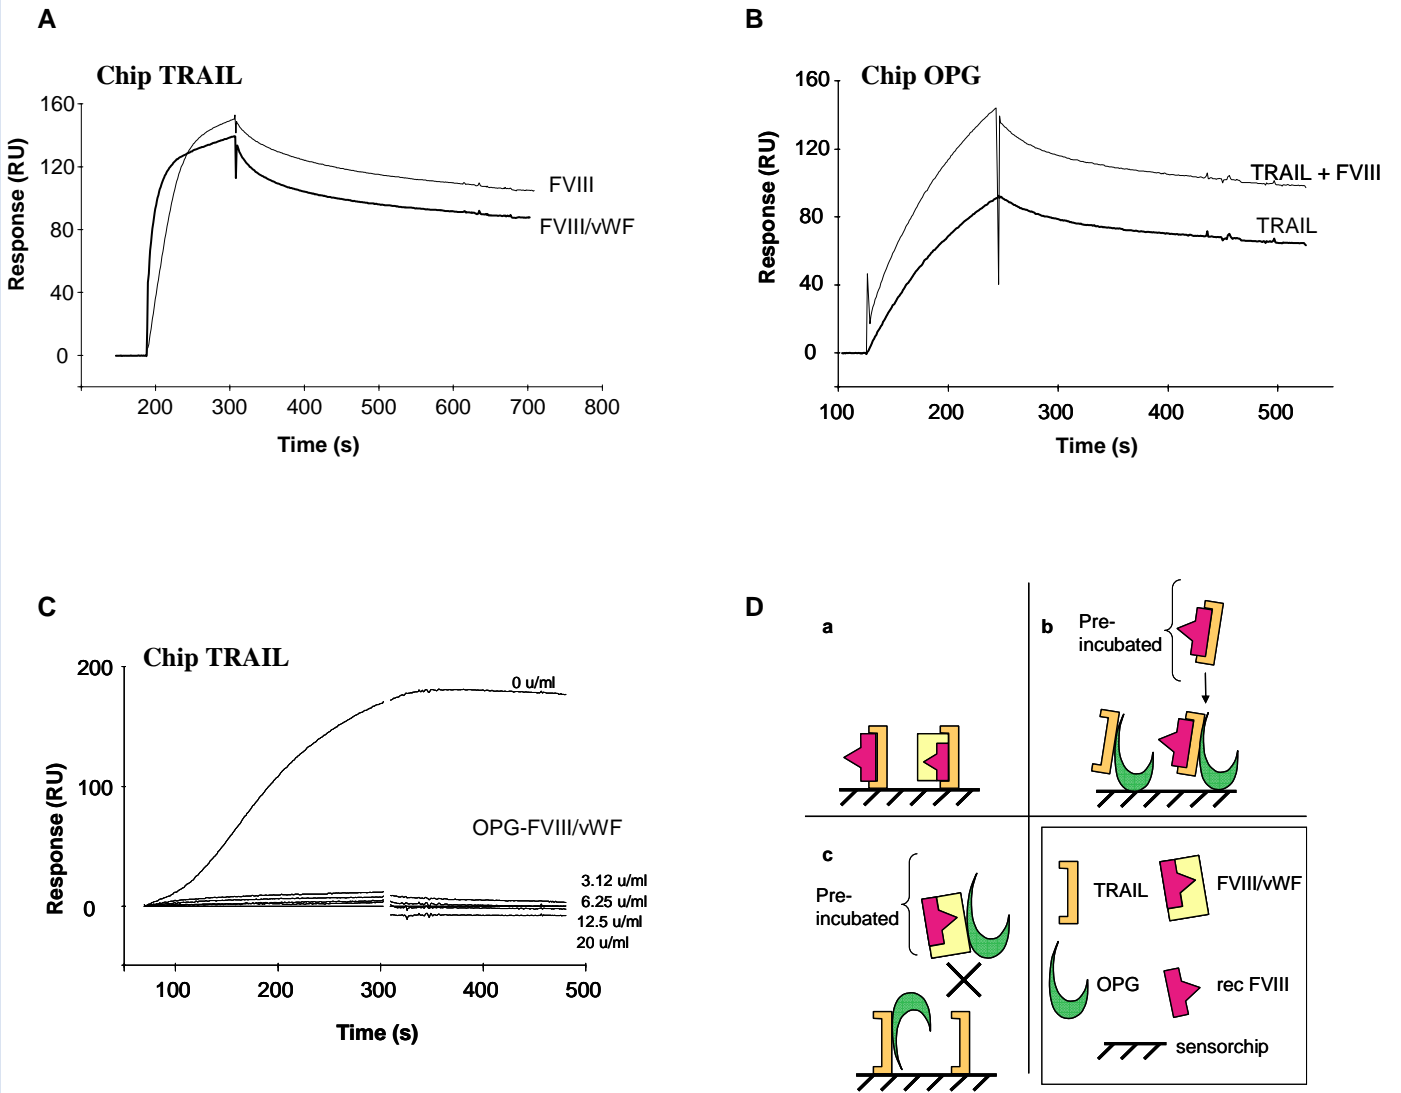 A
Chip TRAIL
160
120
80
40
0
Response (RU)
200 300 400 500 600 700 800
Time (s)
FVIII
FVIII/vWF
B
Chip OPG
160
120
80
40
0
Response (RU)
100 200 300 400 500
Time (s)
TRAIL + FVIII
TRAIL
C
Chip TRAIL
200
100
0
Response (RU)
100 200 300 400 500
Time (s)
0 u/ml
OPG-FVIII/vWF
3.12 u/ml
6.25 u/ml
12.5 u/ml
20 u/ml
D
a
b
Pre-
incubated
c
Pre-
incubated
TRAIL
FVIII/vWF
OPG
rec FVIII
sensorchip